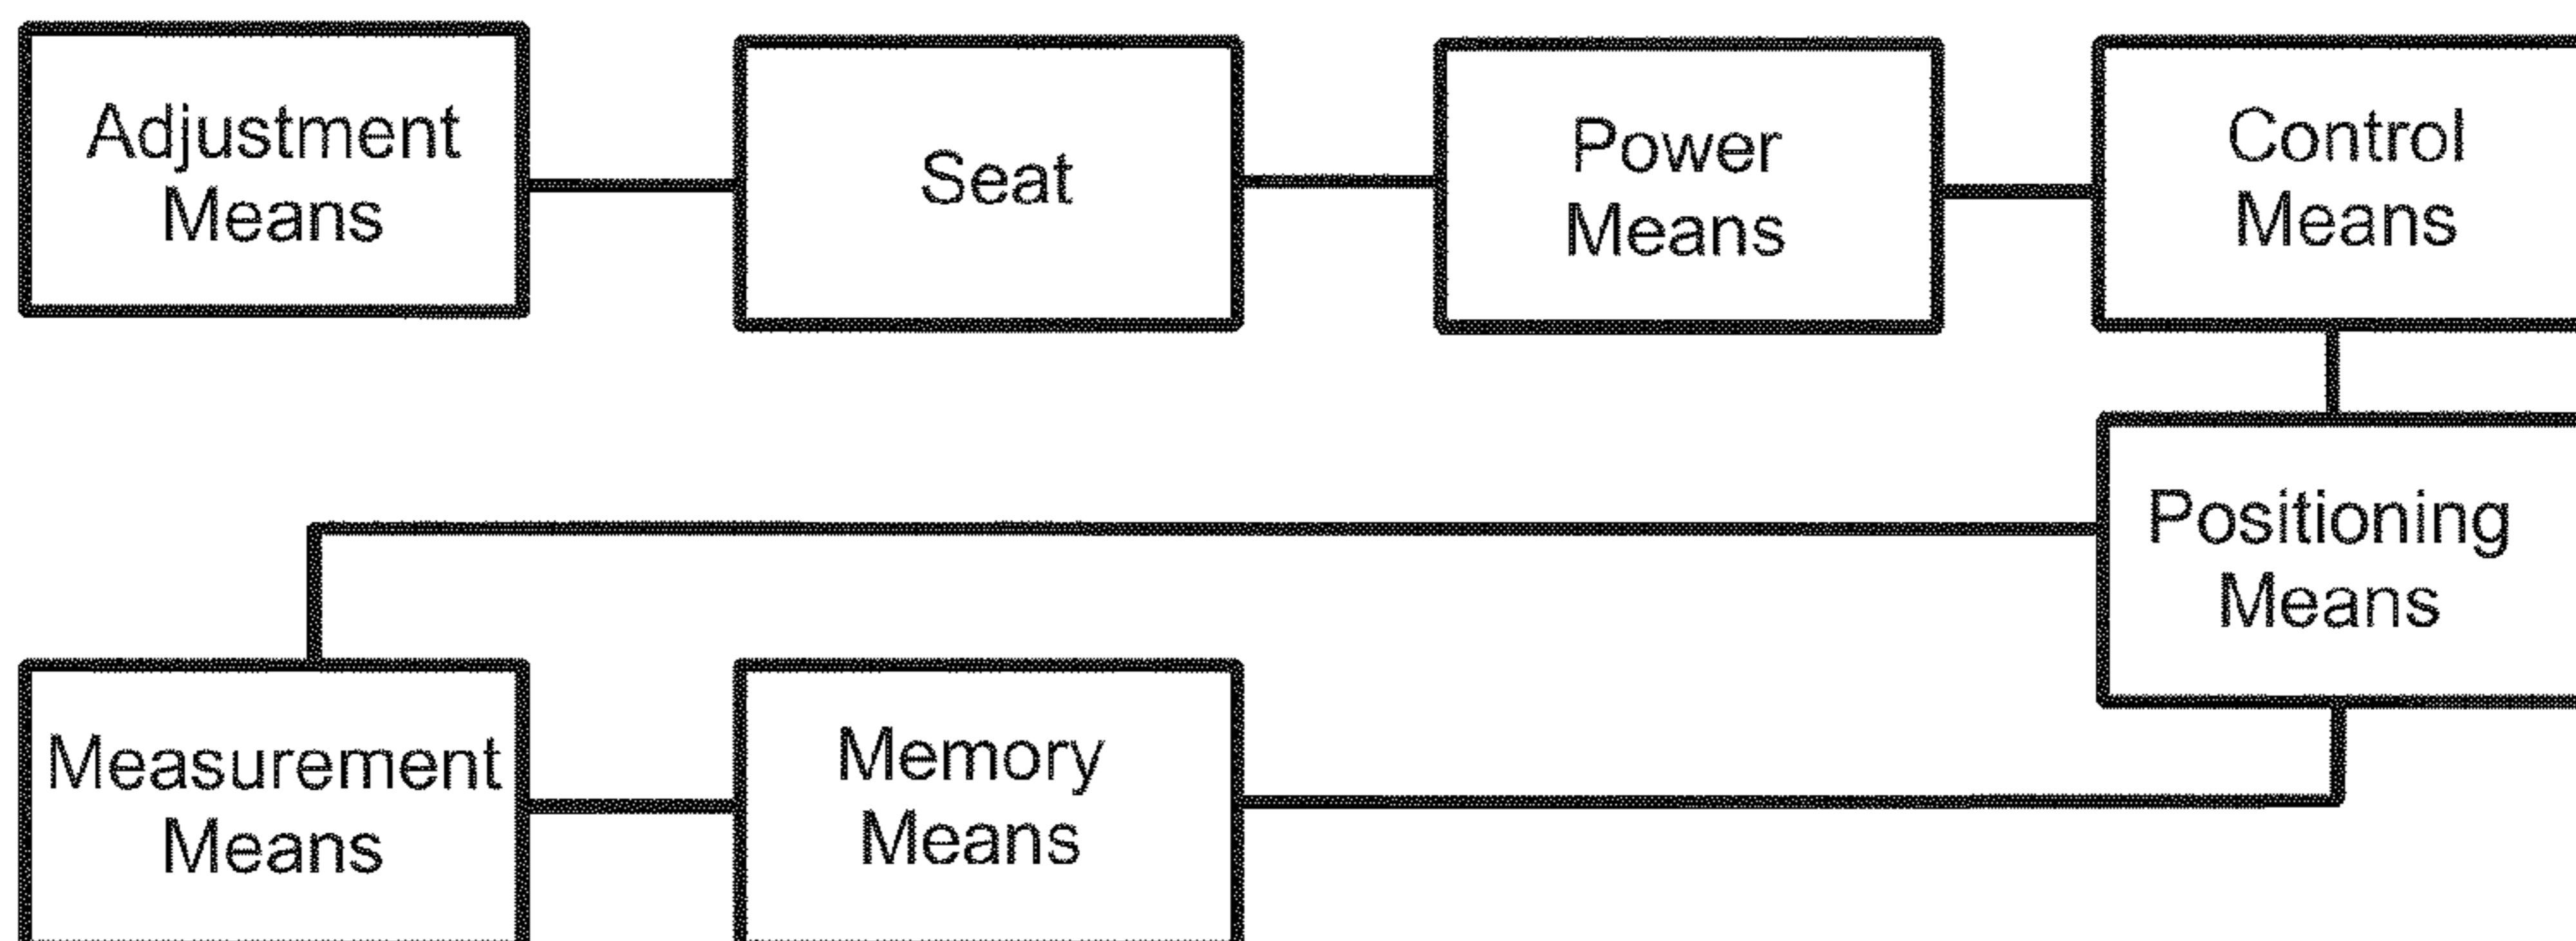 Adjustment
Means
Seat
Power
Means
Control
Means
Positioning
Means
Measurement
Means
Memory
Means